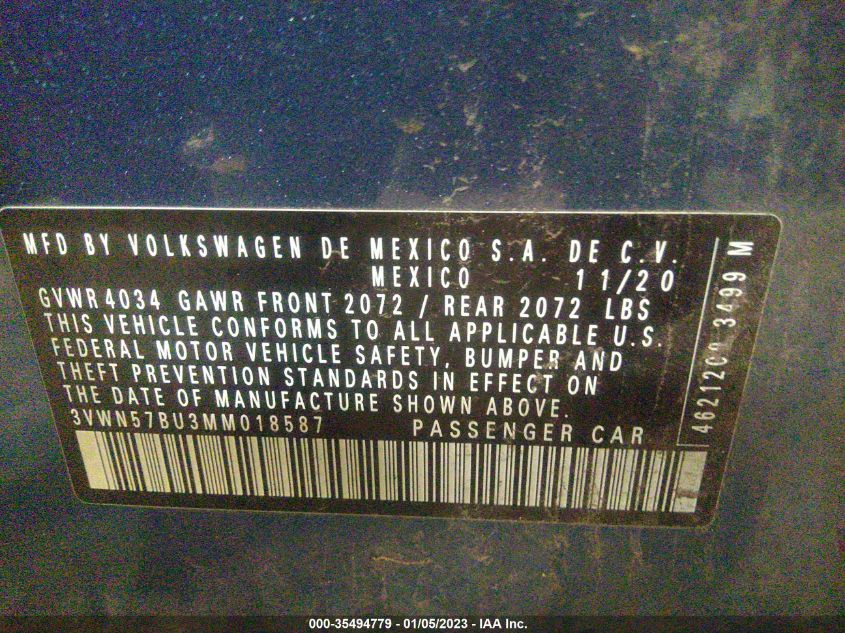 MFD BY VOLKSWAGEN DE MEXICO S.A. DE C.V.
MEXICO 11/20
GVWR4034 GAWR FRONT 2072 / REAR 2072 LBS
THIS VEHICLE CONFORMS TO ALL APPLICABLE U.S.
FEDERAL MOTOR VEHICLE SAFETY, BUMPER AND
THEFT PREVENTION STANDARDS IN EFFECT ON
THE DATE OF MANUFACTURE SHOWN ABOVE.
3VWN57BU3MM018587 PASSENGER CAR
3499 M
000-35494779 - 01/05/2023 - IAA Inc.